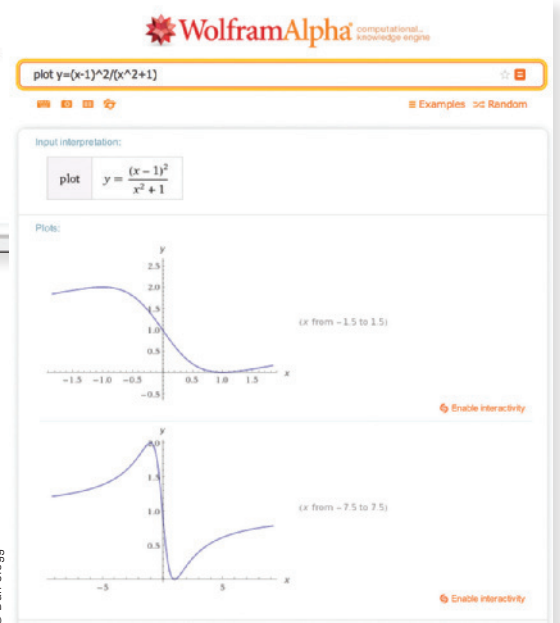 WolframAlpha computational... knowledge engine
plot y=(x-1)^2/(x^2+1)
Examples Random
Input interpretation:
plot y = (x − 1)² / x² + 1
Plots:
y
2.5
2.0
1.5
1.0
0.5
−1.5 −1.0 −0.5 0.5 1.0 1.5 x
−0.5
(x from −1.5 to 1.5)
Enable interactivity
y
2.0
1.5
1.0
0.5
−5 5 x
(x from −7.5 to 7.5)
Enable interactivity